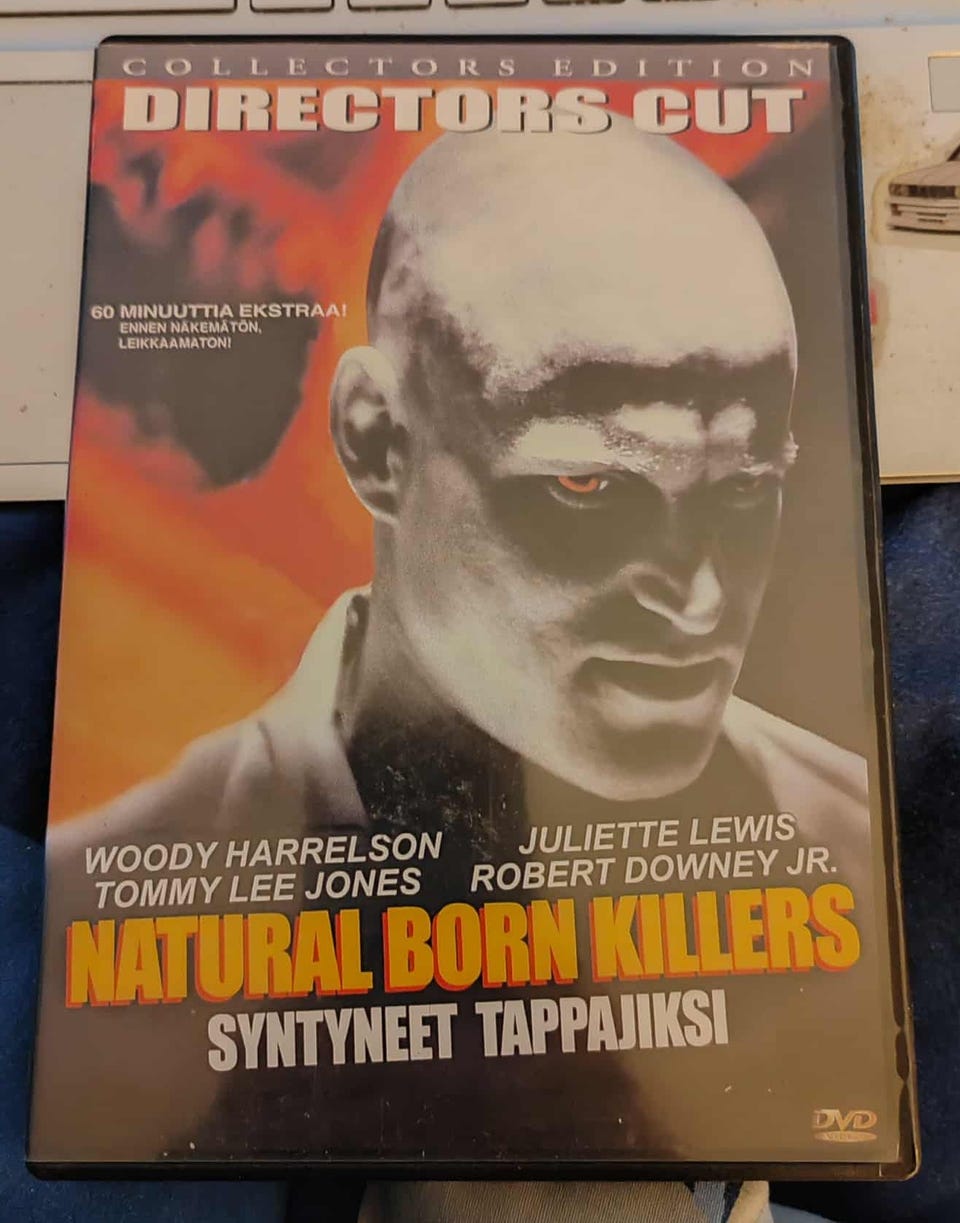 COLLECTORS EDITION
DIRECTORS CUT
60 MINUUTTIA EKSTRAA!
ENNEN NÄKEMÄTÖN,
LEIKKAAMATON!
WOODY HARRELSON
TOMMY LEE JONES
JULIETTE LEWIS
ROBERT DOWNEY JR.
NATURAL BORN KILLERS
SYNTYNEET TAPPAJIKSI
DVD
VIDEO